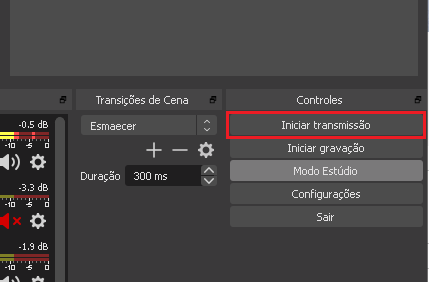 Transições de Cena
Controles
-0.5 dB
Esmaecer
Iniciar transmissão
-10 -5 0
Iniciar gravação
Duração 300 ms
Modo Estúdio
-3.3 dB
Configurações
-10 -5 0
Sair
-1.9 dB
-10 -5 0